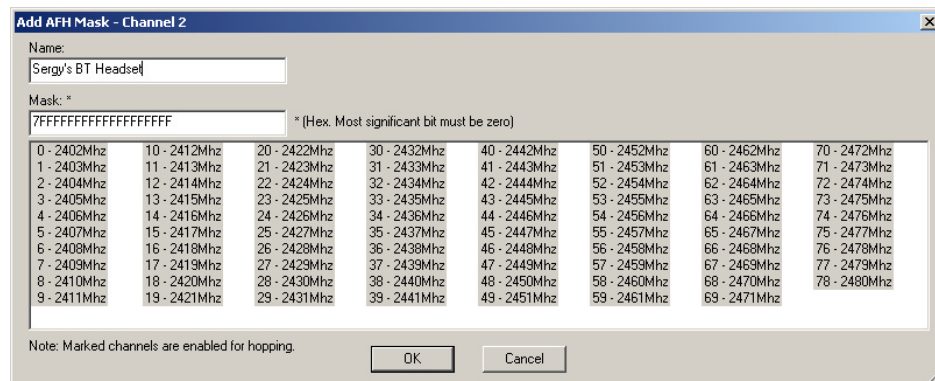 Add AFH Mask - Channel 2
Name:
Sergy's BT Headset
Mask: *
7FFFFFFFFFFFFFFFFFFF
* (Hex. Most significant bit must be zero)
0 - 2402Mhz 10 - 2412Mhz 20 - 2422Mhz 30 - 2432Mhz 40 - 2442Mhz 50 - 2452Mhz 60 - 2462Mhz 70 - 2472Mhz
1 - 2403Mhz 11 - 2413Mhz 21 - 2423Mhz 31 - 2433Mhz 41 - 2443Mhz 51 - 2453Mhz 61 - 2463Mhz 71 - 2473Mhz
2 - 2404Mhz 12 - 2414Mhz 22 - 2424Mhz 32 - 2434Mhz 42 - 2444Mhz 52 - 2454Mhz 62 - 2464Mhz 72 - 2474Mhz
3 - 2405Mhz 13 - 2415Mhz 23 - 2425Mhz 33 - 2435Mhz 43 - 2445Mhz 53 - 2455Mhz 63 - 2465Mhz 73 - 2475Mhz
4 - 2406Mhz 14 - 2416Mhz 24 - 2426Mhz 34 - 2436Mhz 44 - 2446Mhz 54 - 2456Mhz 64 - 2466Mhz 74 - 2476Mhz
5 - 2407Mhz 15 - 2417Mhz 25 - 2427Mhz 35 - 2437Mhz 45 - 2447Mhz 55 - 2457Mhz 65 - 2467Mhz 75 - 2477Mhz
6 - 2408Mhz 16 - 2418Mhz 26 - 2428Mhz 36 - 2438Mhz 46 - 2448Mhz 56 - 2458Mhz 66 - 2468Mhz 76 - 2478Mhz
7 - 2409Mhz 17 - 2419Mhz 27 - 2429Mhz 37 - 2439Mhz 47 - 2449Mhz 57 - 2459Mhz 67 - 2469Mhz 77 - 2479Mhz
8 - 2410Mhz 18 - 2420Mhz 28 - 2430Mhz 38 - 2440Mhz 48 - 2450Mhz 58 - 2460Mhz 68 - 2470Mhz 78 - 2480Mhz
9 - 2411Mhz 19 - 2421Mhz 29 - 2431Mhz 39 - 2441Mhz 49 - 2451Mhz 59 - 2461Mhz 69 - 2471Mhz
Note: Marked channels are enabled for hopping.
OK
Cancel